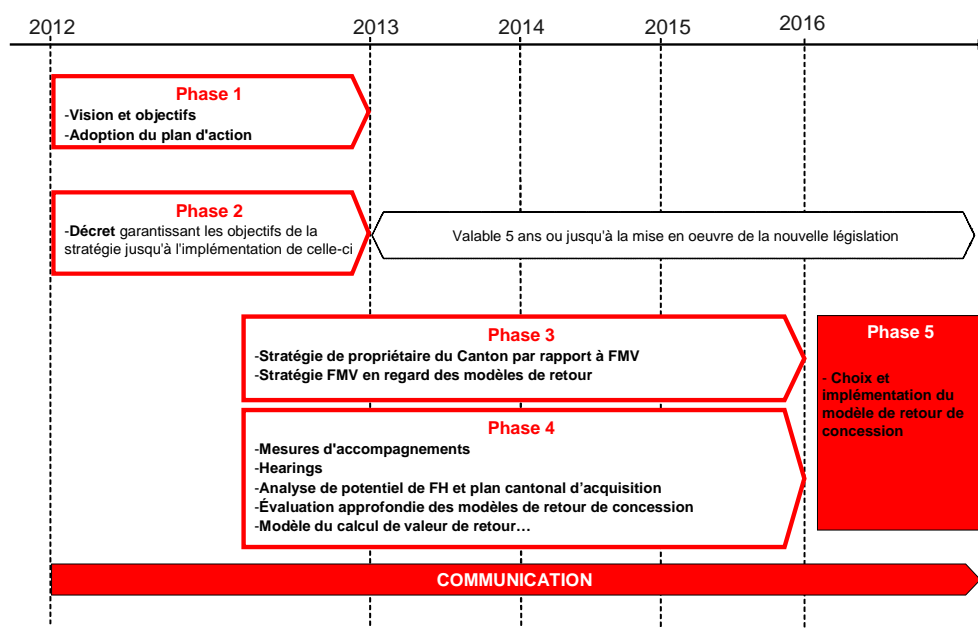 2012 2013 2014 2015 2016
Phase 1
-Vision et objectifs
-Adoption du plan d'action
Phase 2
-Décret garantissant les objectifs de la
stratégie jusqu'à l'implémentation de celle-ci
Valable 5 ans ou jusqu'à la mise en oeuvre de la nouvelle législation
Phase 3
-Stratégie de propriétaire du Canton par rapport à FMV
-Stratégie FMV en regard des modèles de retour
Phase 4
-Mesures d'accompagnements
-Hearings
-Analyse de potentiel de FH et plan cantonal d'acquisition
-Évaluation approfondie des modèles de retour de concession
-Modèle du calcul de valeur de retour…
Phase 5
- Choix et
implémentation du
modèle de retour de
concession
COMMUNICATION